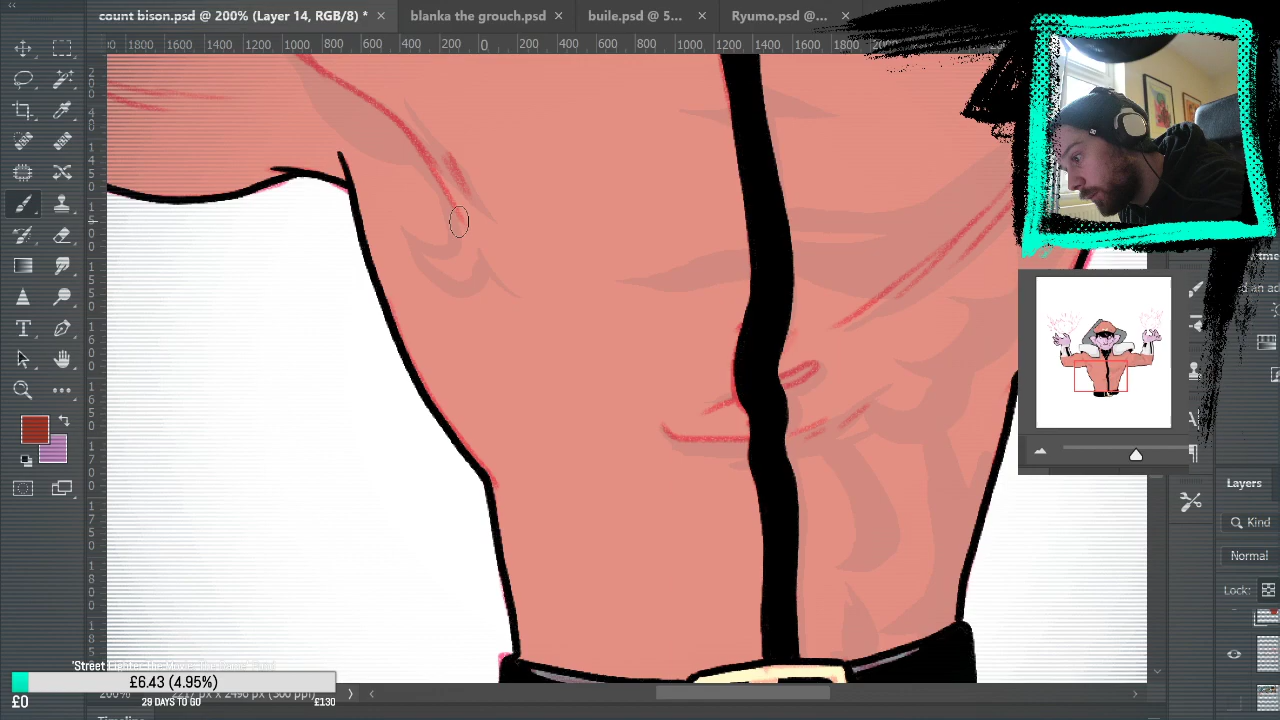 count bison.psd @ 200% (Layer 14, RGB/8) *
blanka the grouch.psd
buile.psd @ 5...
Ryumo.psd @...
1800 1600 1400 1200 1000 800 600 400 200 0 200 400 600 800 1000 1200 1400 1600 1800
Layers
Kind
Normal
Lock:
£6.43 (4.95%)
£0
29 DAYS TO GO
£130